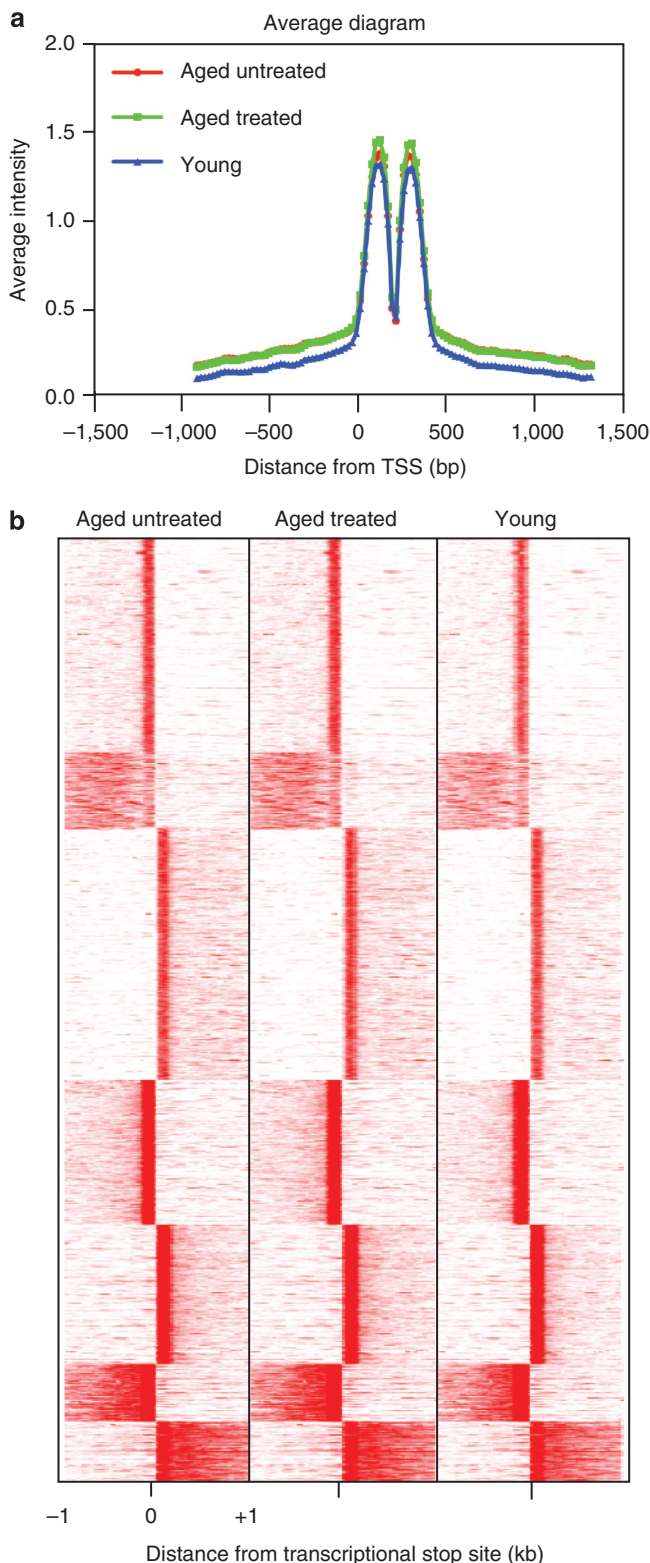 a
Average diagram
2.0
1.5
1.0
0.5
0.0
Average intensity
Aged untreated
Aged treated
Young
–1,500 –1,000 –500 0 500 1,000 1,500
Distance from TSS (bp)
b
Aged untreated Aged treated Young
–1 0 +1
Distance from transcriptional stop site (kb)